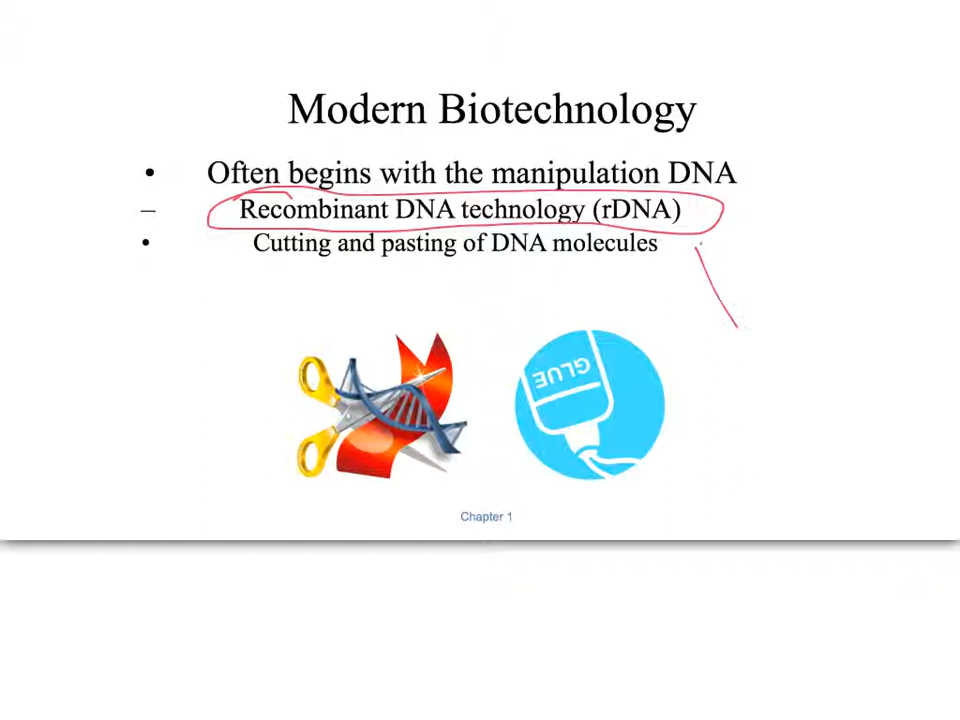 Modern Biotechnology
• Often begins with the manipulation DNA
– Recombinant DNA technology (rDNA)
• Cutting and pasting of DNA molecules
GLUE
Chapter 1